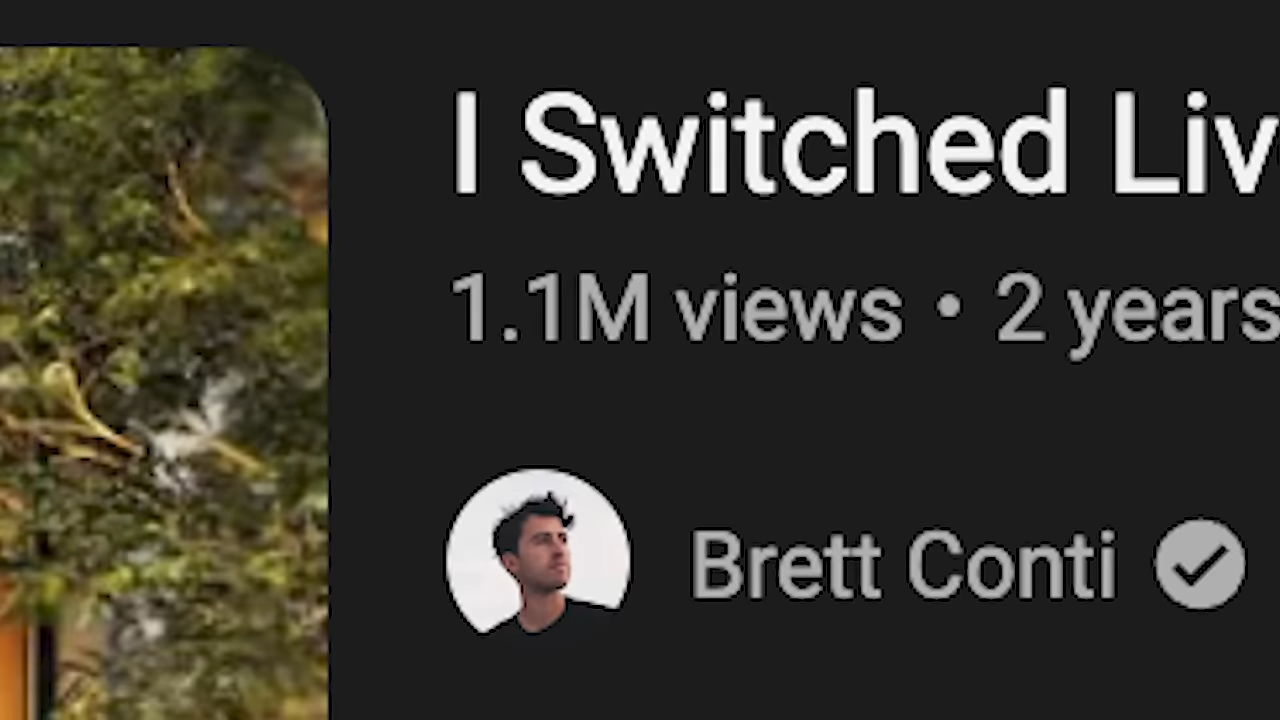 I Switched Liv
1.1M views • 2 years
Brett Conti